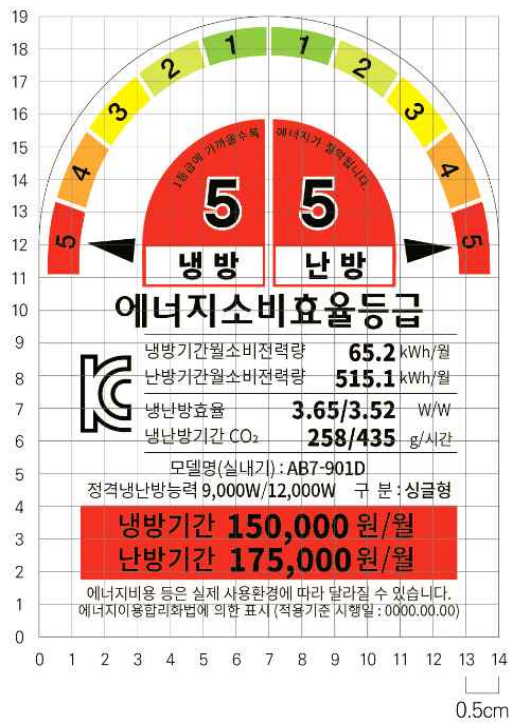 19
18
17
16
15
14
13
12
11
10
9
8
7
6
5
4
3
2
1
0
5 4 3 2 1 1 2 3 4 5
1등급에 가까울수록 에너지가 절약됩니다.
5 5
냉방 난방
에너지소비효율등급
냉방기간월소비전력량 65.2 kWh/월
난방기간월소비전력량 515.1 kWh/월
냉난방효율 3.65/3.52 W/W
냉난방기간 CO₂ 258/435 g/시간
모델명(실내기) : AB7-901D
정격냉난방능력 9,000W/12,000W 구 분 : 싱글형
냉방기간 150,000 원/월
난방기간 175,000 원/월
에너지비용 등은 실제 사용환경에 따라 달라질 수 있습니다.
에너지이용합리화법에 의한 표시 (적용기준 시행일 : 0000.00.00)
0 1 2 3 4 5 6 7 8 9 10 11 12 13 14
0.5cm